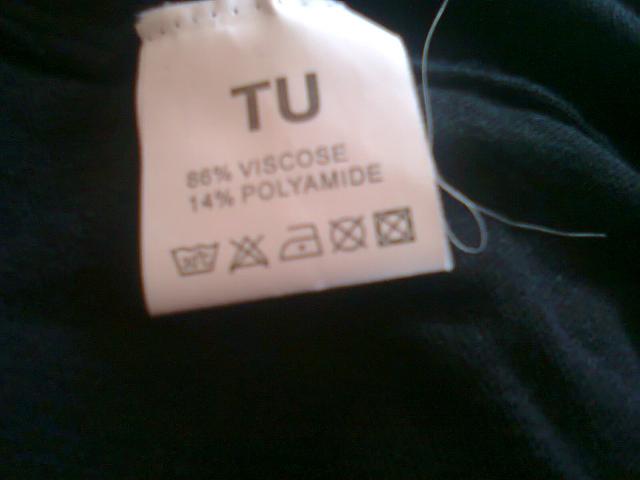 TU
86% VISCOSE
14% POLYAMIDE